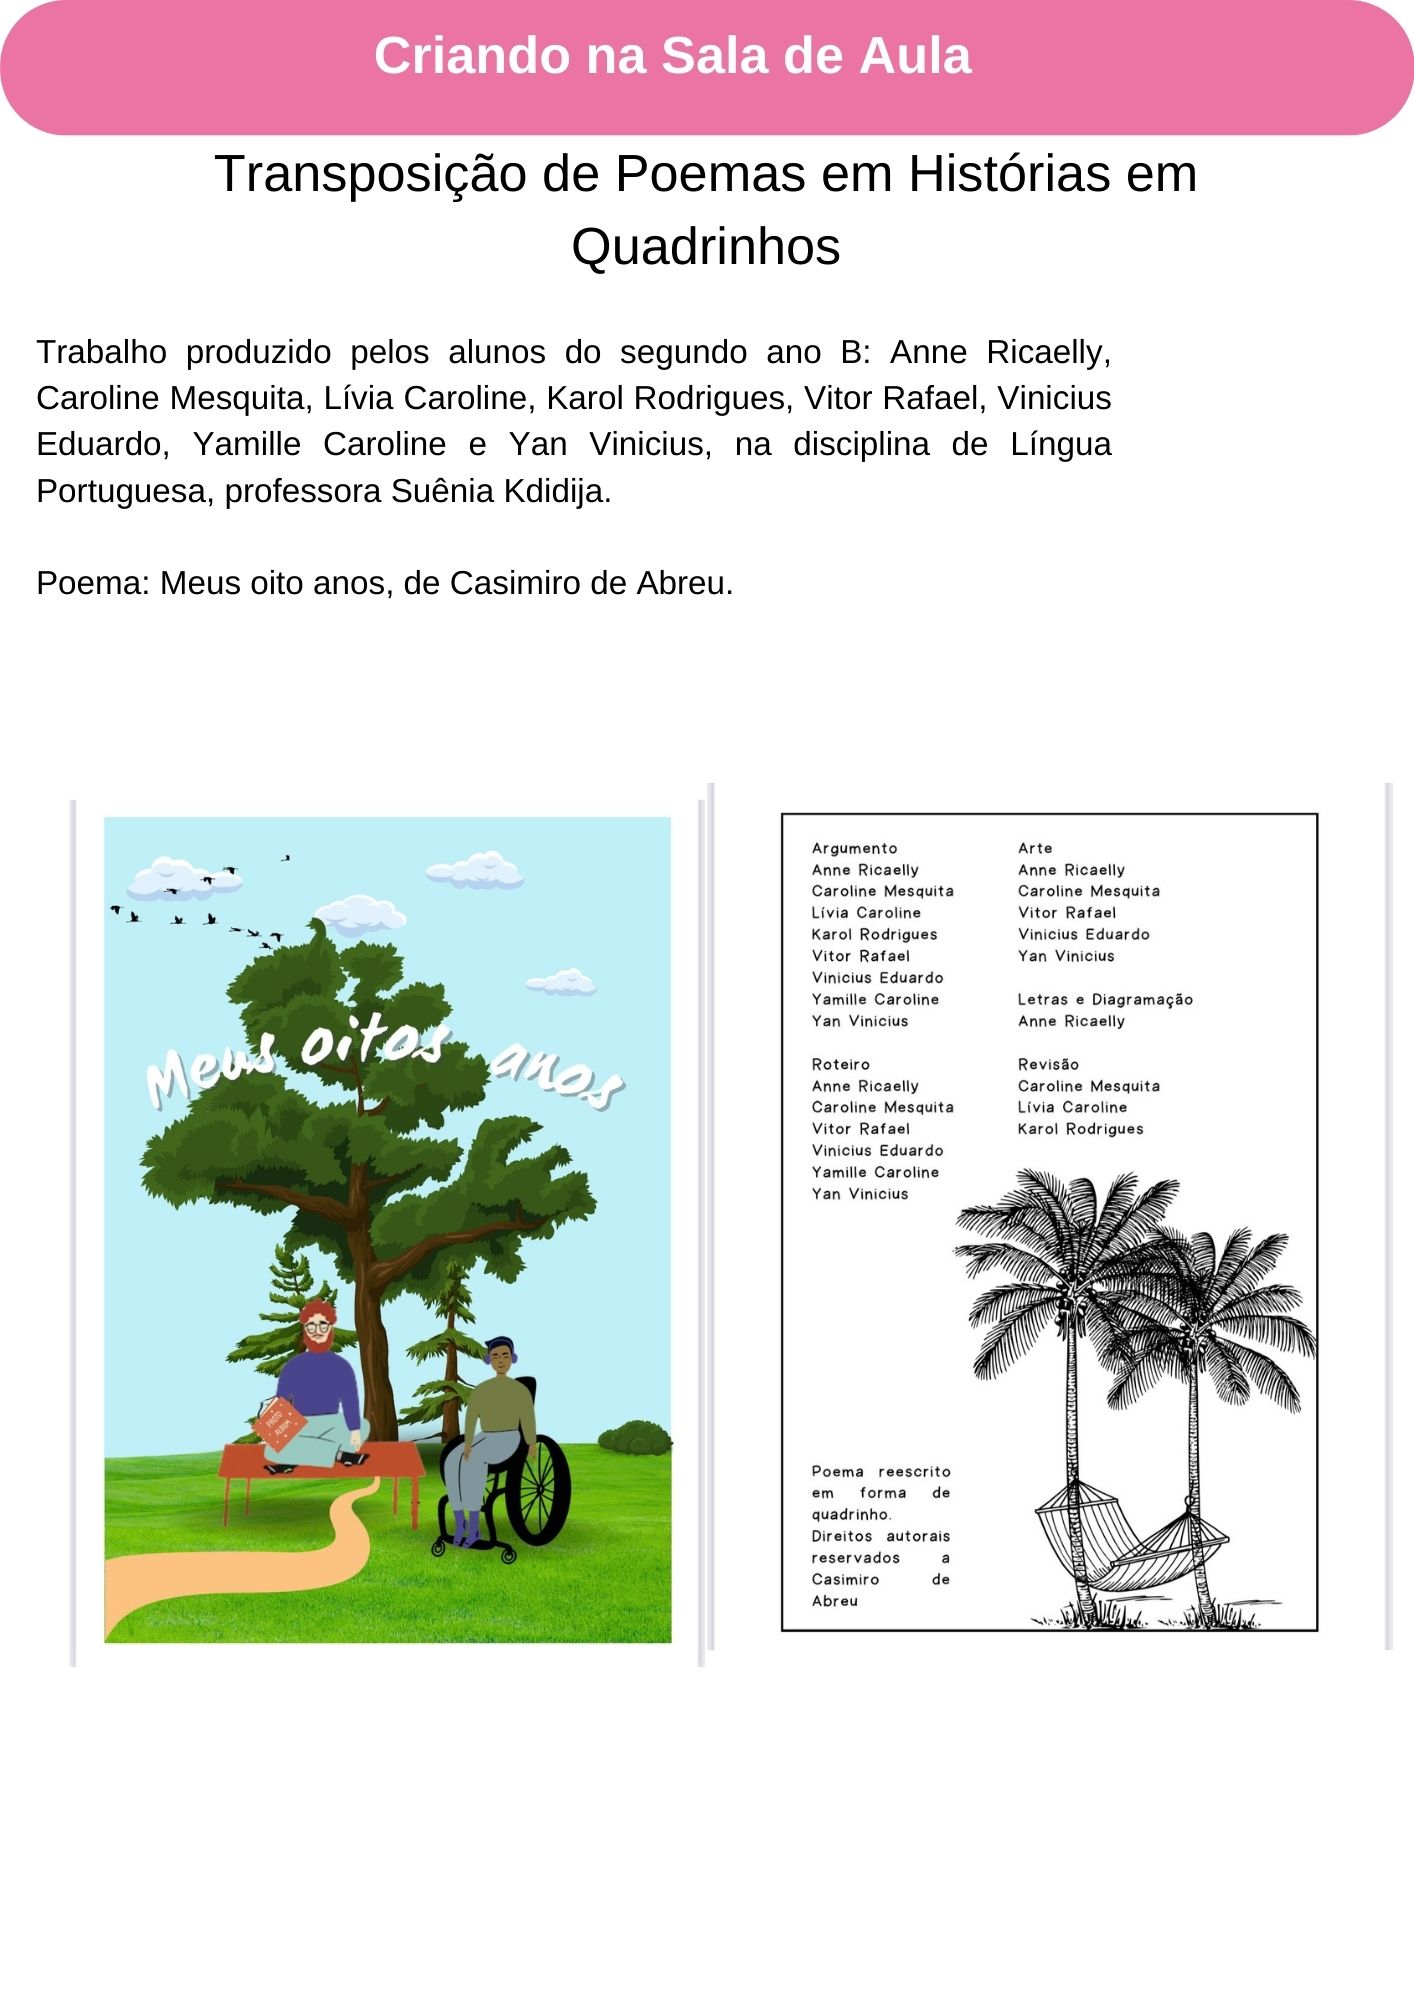 Criando na Sala de Aula
Transposição de Poemas em Histórias em
Quadrinhos
Trabalho produzido pelos alunos do segundo ano B: Anne Ricaelly,
Caroline Mesquita, Lívia Caroline, Karol Rodrigues, Vitor Rafael, Vinicius
Eduardo, Yamille Caroline e Yan Vinicius, na disciplina de Língua
Portuguesa, professora Suênia Kdidija.
Poema: Meus oito anos, de Casimiro de Abreu.
Meus oitos anos
PHOTO
ALBUM
Argumento
Anne Ricaelly
Caroline Mesquita
Lívia Caroline
Karol Rodrigues
Vitor Rafael
Vinicius Eduardo
Yamille Caroline
Yan Vinicius
Roteiro
Anne Ricaelly
Caroline Mesquita
Vitor Rafael
Vinicius Eduardo
Yamille Caroline
Yan Vinicius
Arte
Anne Ricaelly
Caroline Mesquita
Vitor Rafael
Vinicius Eduardo
Yan Vinicius
Letras e Diagramação
Anne Ricaelly
Revisão
Caroline Mesquita
Lívia Caroline
Karol Rodrigues
Poema reescrito
em forma de
quadrinho.
Direitos autorais
reservados a
Casimiro de
Abreu